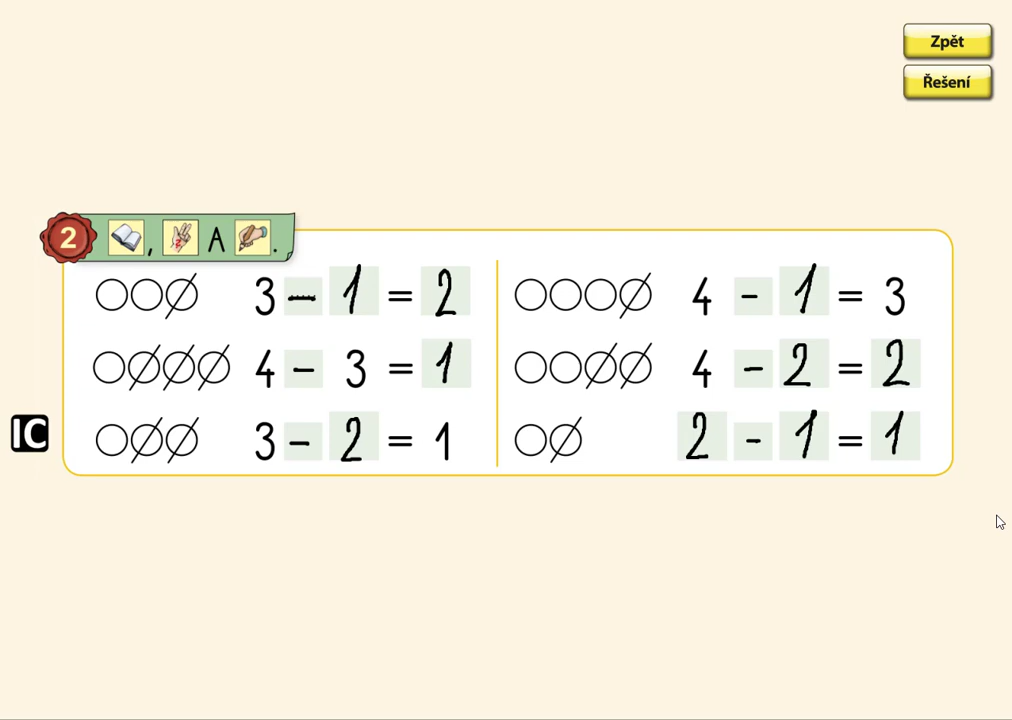 Zpět
Řešení
2 , A .
3 - 1 = 2
4 - 3 = 1
3 - 2 = 1
4 - 1 = 3
4 - 2 = 2
2 - 1 = 1
IC